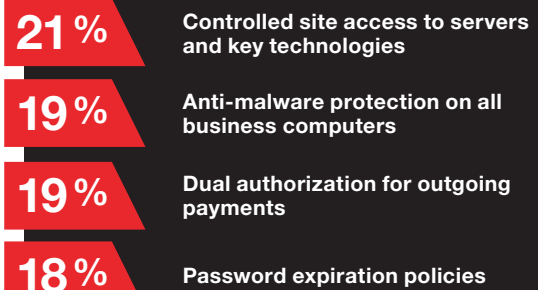 21%
Controlled site access to servers
and key technologies
19%
Anti-malware protection on all
business computers
19%
Dual authorization for outgoing
payments
18%
Password expiration policies